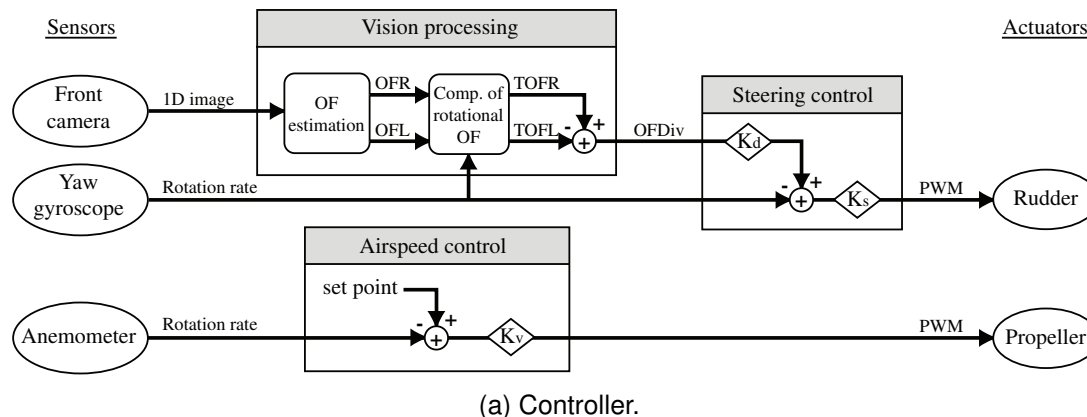 Sensors
Vision processing
Actuators
Front
camera
1D image
OF
estimation
OFR
OFL
Comp. of
rotational
OF
TOFR
TOFL
-
+
+
OFDiv
Steering control
Kd
-
+
+
Ks
PWM
Rudder
Yaw
gyroscope
Rotation rate
Airspeed control
set point
Anemometer
Rotation rate
-
+
+
Kv
PWM
Propeller
(a) Controller.